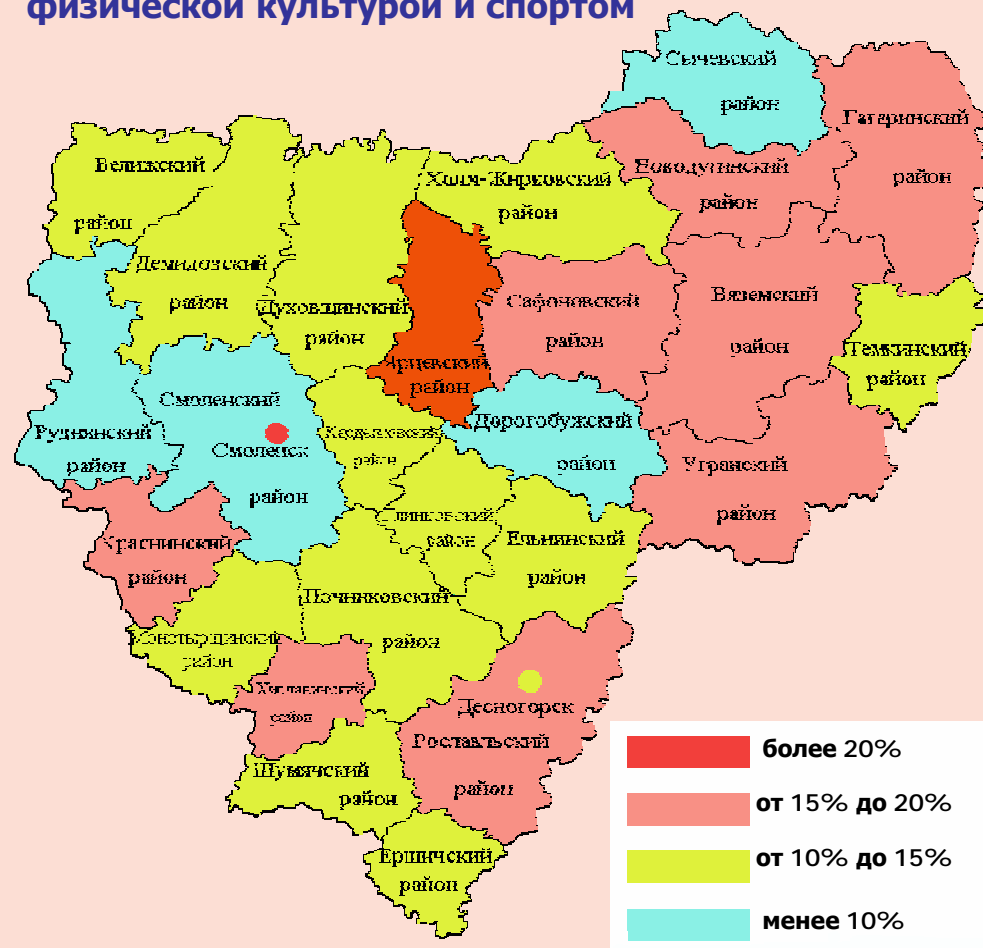 физической культурой и спортом
Сычевский
район
Гагаринский
район
Новодугинский
район
Велижский
район
Холм-Жирковский
район
Демидовский
район
Духовщинский
район
Сафоновский
район
Вяземский
район
Темкинский
район
Ярцевский
район
Смоленский
Смоленск
район
Руднянский
район
Кардымовский
район
Дорогобужский
район
Угранский
район
Краснинский
район
Глинковский
район
Ельнинский
район
Починковский
район
Монастырщинский
район
Хиславичский
район
Десногорск
Рославльский
район
Шумячский
район
Ершичский
район
более 20%
от 15% до 20%
от 10% до 15%
менее 10%